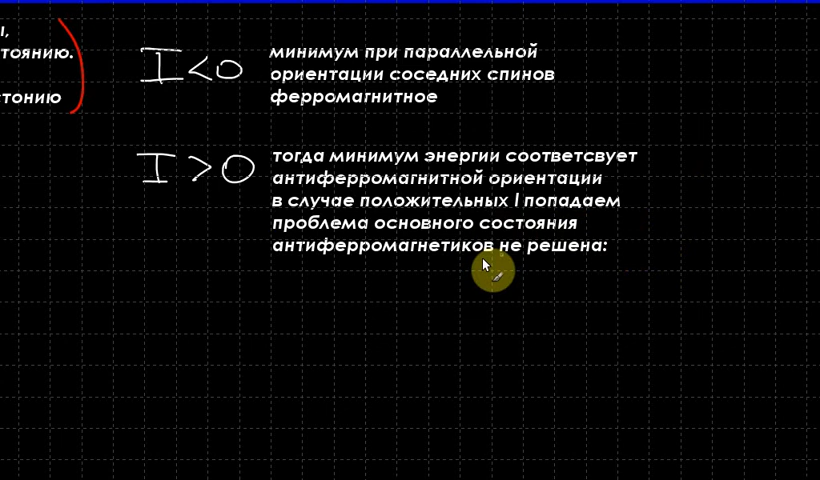 ы,
тоянию.
стонию
I<0
минимум при параллельной
ориентации соседних спинов
ферромагнитное
I>0
тогда минимум энергии соответсвует
антиферромагнитной ориентации
в случае положительных I попадаем
проблема основного состояния
антиферромагнетиков не решена: